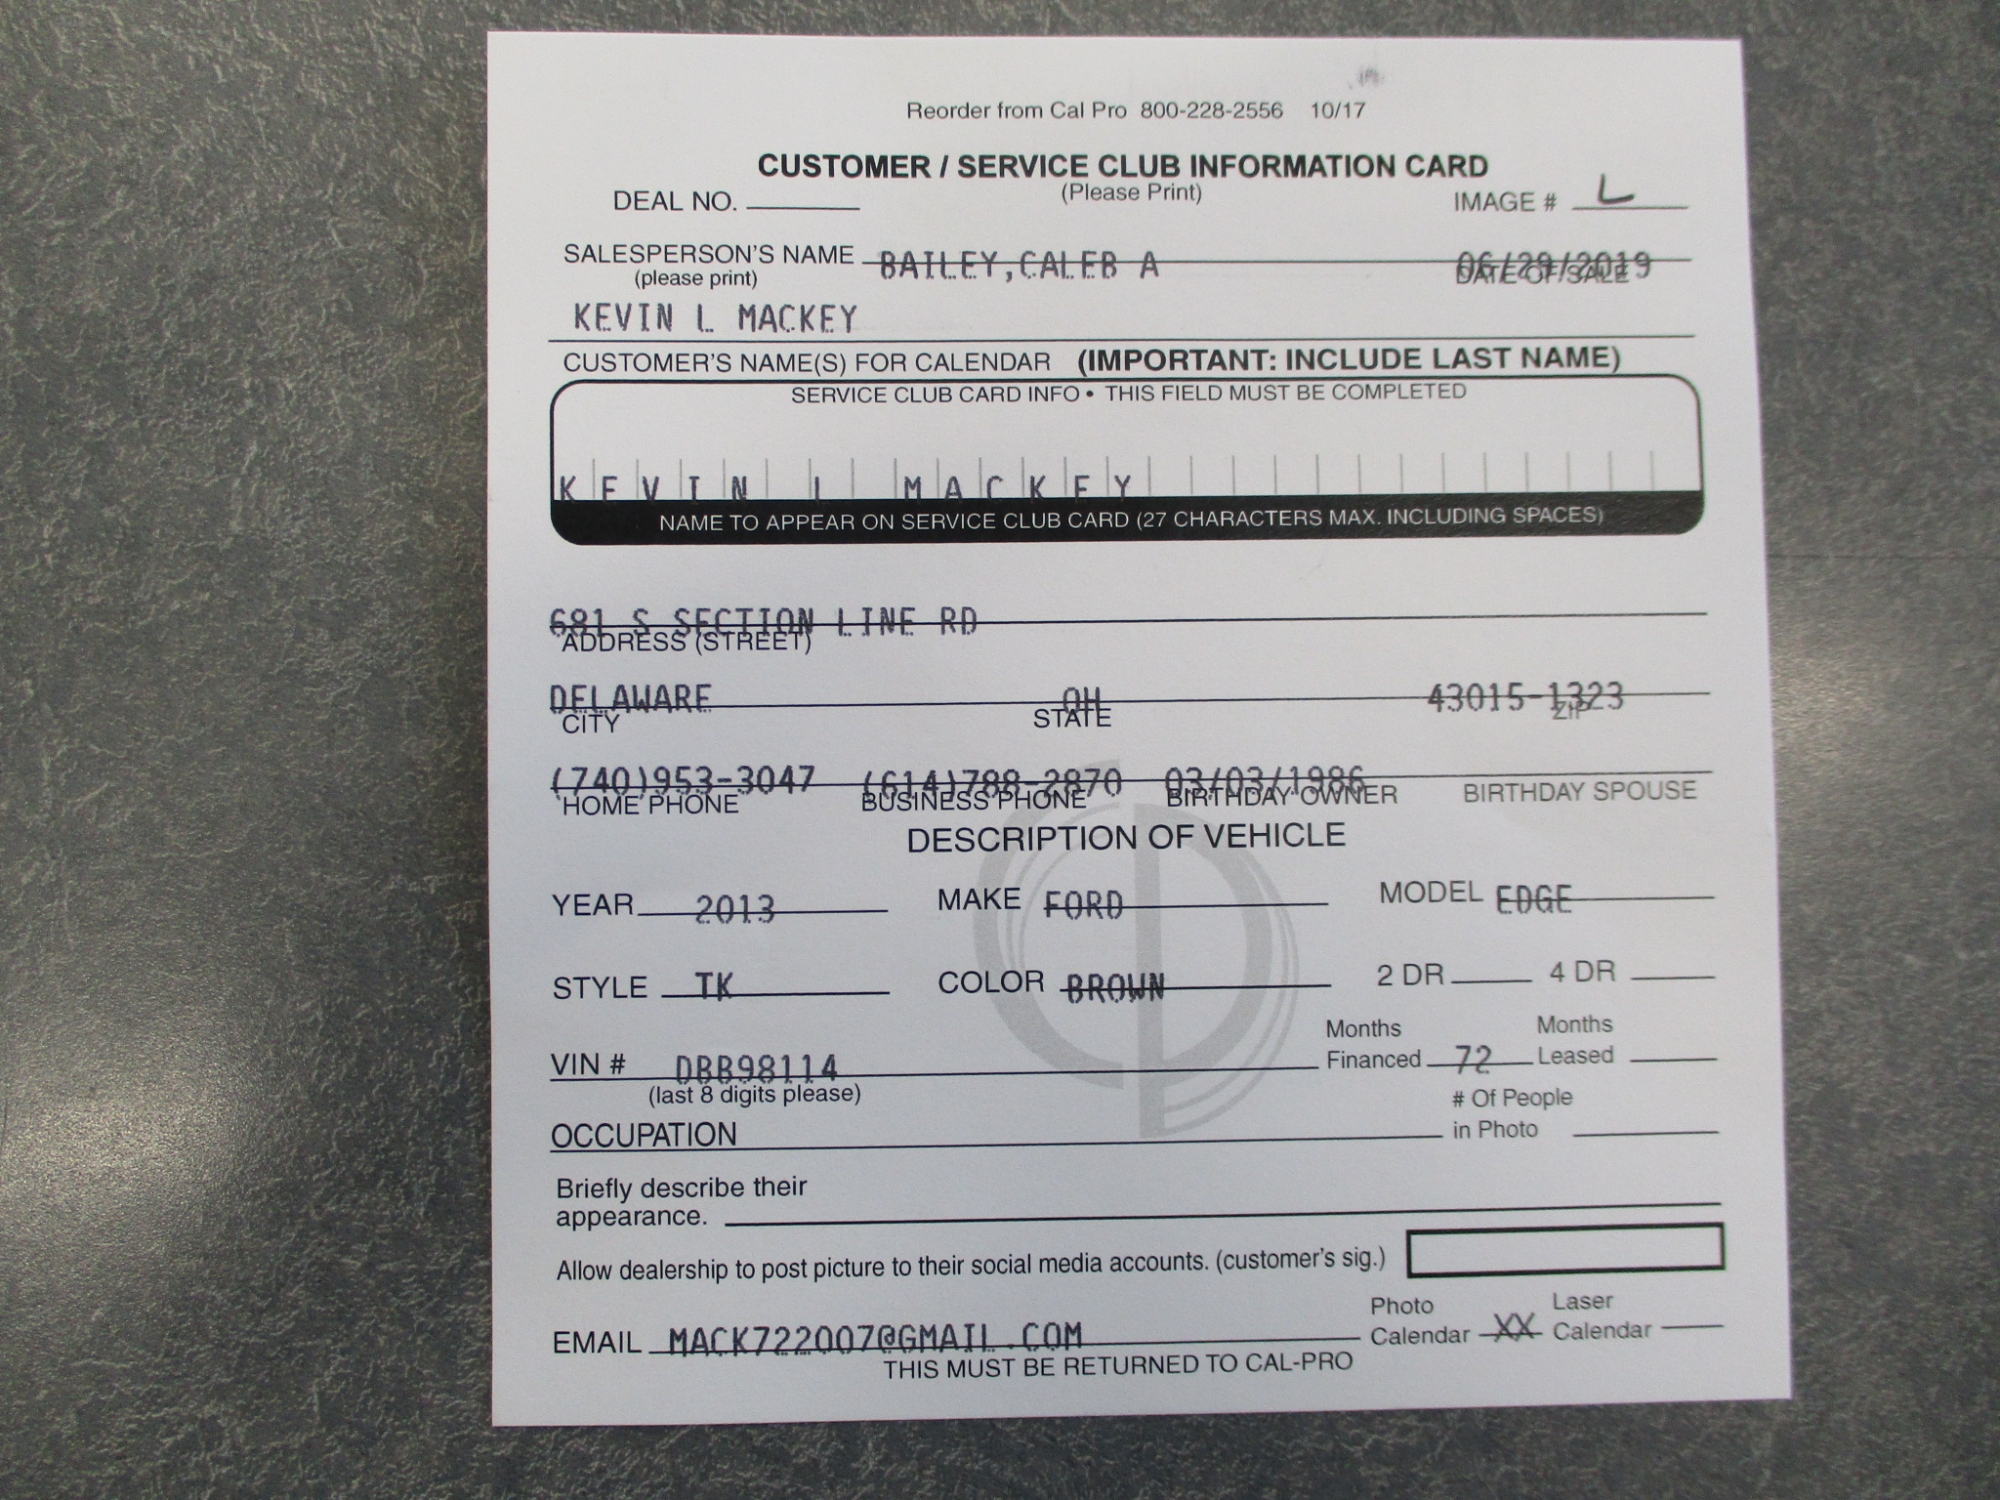 Reorder from Cal Pro 800-228-2556 10/17
CUSTOMER / SERVICE CLUB INFORMATION CARD
(Please Print)
DEAL NO. IMAGE # L
SALESPERSON'S NAME BAILEY,CALEB A 06/29/2019
(please print) DATE OF SALE
KEVIN L MACKEY
CUSTOMER'S NAME(S) FOR CALENDAR (IMPORTANT: INCLUDE LAST NAME)
SERVICE CLUB CARD INFO • THIS FIELD MUST BE COMPLETED
KEVIN L MACKEY
NAME TO APPEAR ON SERVICE CLUB CARD (27 CHARACTERS MAX. INCLUDING SPACES)
681 S SECTION LINE RD
ADDRESS (STREET)
DELAWARE OH 43015-1323
CITY STATE ZIP
(740)953-3047 (614)788-2870 03/03/1986
HOME PHONE BUSINESS PHONE BIRTHDAY OWNER BIRTHDAY SPOUSE
DESCRIPTION OF VEHICLE
YEAR 2013 MAKE FORD MODEL EDGE
STYLE TK COLOR BROWN 2 DR 4 DR
Months Months
VIN # DBB98114 Financed 72 Leased
(last 8 digits please) # Of People
OCCUPATION in Photo
Briefly describe their
appearance.
Allow dealership to post picture to their social media accounts. (customer's sig.)
Photo Laser
EMAIL MACK722007@GMAIL.COM Calendar XX Calendar
THIS MUST BE RETURNED TO CAL-PRO